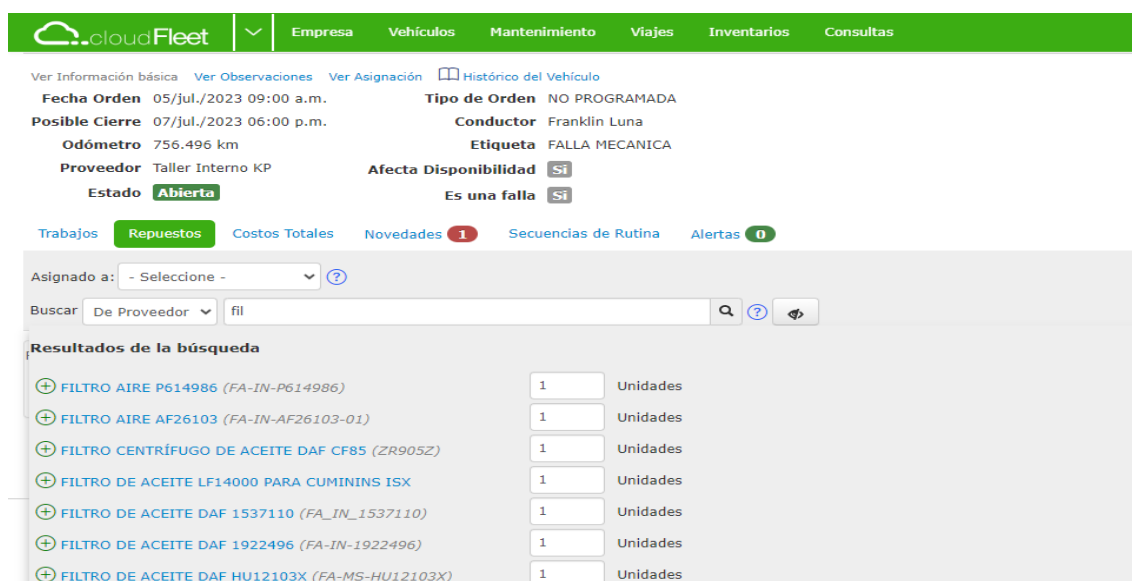 cloudFleet Empresa Vehículos Mantenimiento Viajes Inventarios Consultas
Ver Información básica Ver Observaciones Ver Asignación Histórico del Vehículo
Fecha Orden 05/jul./2023 09:00 a.m. Tipo de Orden NO PROGRAMADA
Posible Cierre 07/jul./2023 06:00 p.m. Conductor Franklin Luna
Odómetro 756.496 km Etiqueta FALLA MECANICA
Proveedor Taller Interno KP Afecta Disponibilidad Si
Estado Abierta Es una falla Si
Trabajos Repuestos Costos Totales Novedades 1 Secuencias de Rutina Alertas 0
Asignado a: - Seleccione - ?
Buscar De Proveedor fil ?
Resultados de la búsqueda
FILTRO AIRE P614986 (FA-IN-P614986) 1 Unidades
FILTRO AIRE AF26103 (FA-IN-AF26103-01) 1 Unidades
FILTRO CENTRÍFUGO DE ACEITE DAF CF85 (ZR905Z) 1 Unidades
FILTRO DE ACEITE LF14000 PARA CUMININS ISX 1 Unidades
FILTRO DE ACEITE DAF 1537110 (FA_IN_1537110) 1 Unidades
FILTRO DE ACEITE DAF 1922496 (FA-IN-1922496) 1 Unidades
FILTRO DE ACEITE DAF HU12103X (FA-MS-HU12103X) 1 Unidades